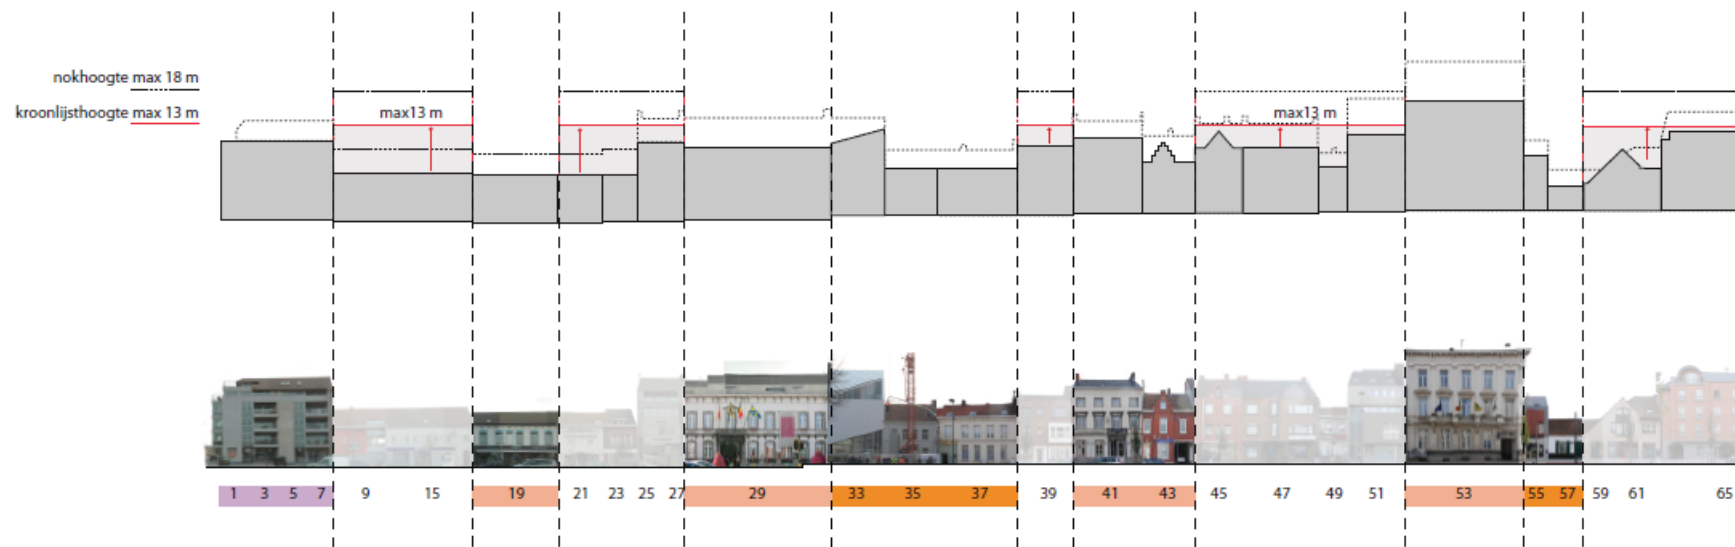 nokhoogte max 18 m
kroonlijsthoogte max 13 m
max13 m
max13 m
1 3 5 7 9 15 19 21 23 25 27 29 33 35 37 39 41 43 45 47 49 51 53 55 57 59 61 65